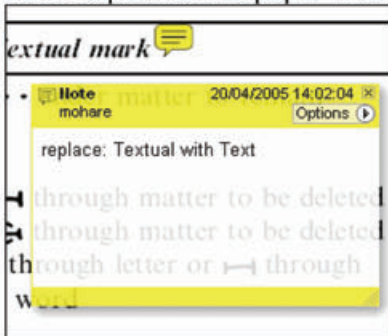 extual mark
Note 20/04/2005 14:02:04
mohare Options
replace: Textual with Text
through matter to be deleted
through matter to be deleted
through letter or through
word